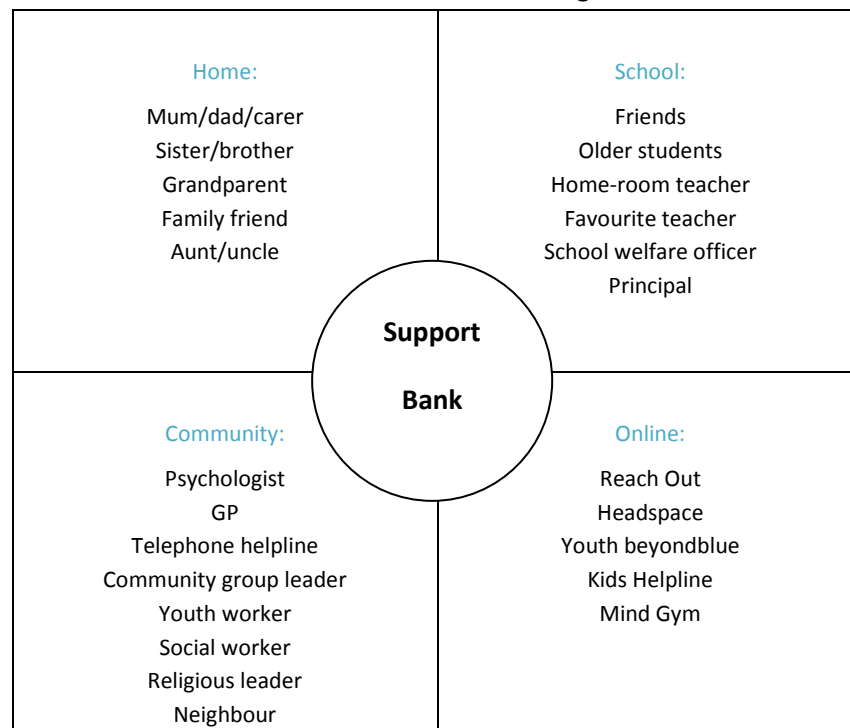 Home:
Mum/dad/carer
Sister/brother
Grandparent
Family friend
Aunt/uncle
School:
Friends
Older students
Home-room teacher
Favourite teacher
School welfare officer
Principal
Support
Bank
Community:
Psychologist
GP
Telephone helpline
Community group leader
Youth worker
Social worker
Religious leader
Neighbour
Online:
Reach Out
Headspace
Youth beyondblue
Kids Helpline
Mind Gym